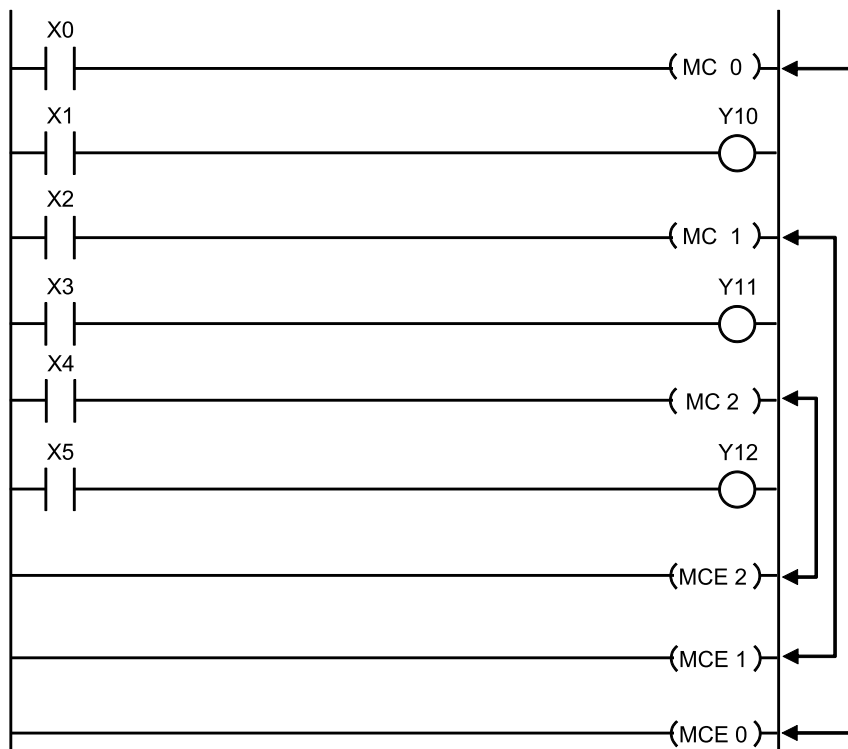 X0
(MC 0)
X1
Y10
X2
(MC 1)
X3
Y11
X4
(MC 2)
X5
Y12
(MCE 2)
(MCE 1)
(MCE 0)